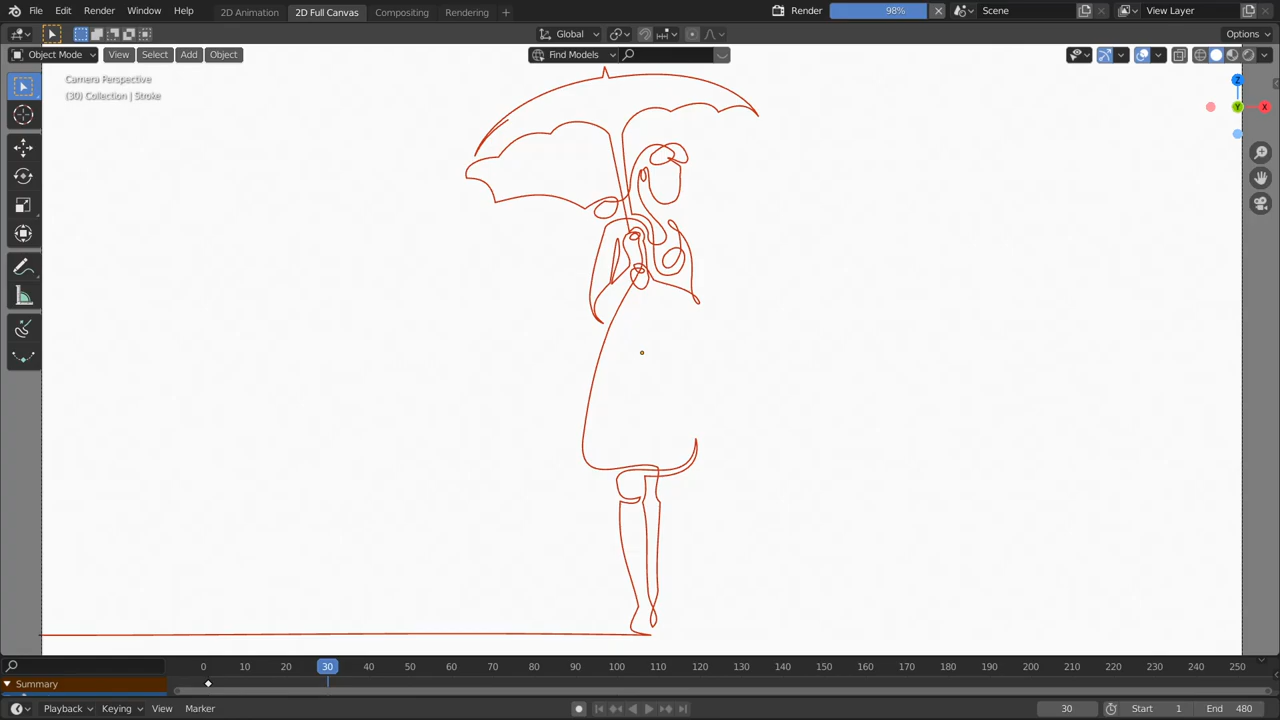 File Edit Render Window Help 2D Animation 2D Full Canvas Compositing Rendering + Render 98% Scene View Layer
Global Options
Object Mode View Select Add Object Find Models
Camera Perspective
(30) Collection | Stroke
Z
Y X
0 10 20 30 40 50 60 70 80 90 100 110 120 130 140 150 160 170 180 190 200 210 220 230 240 250
Summary
Playback Keying View Marker 30 Start 1 End 480